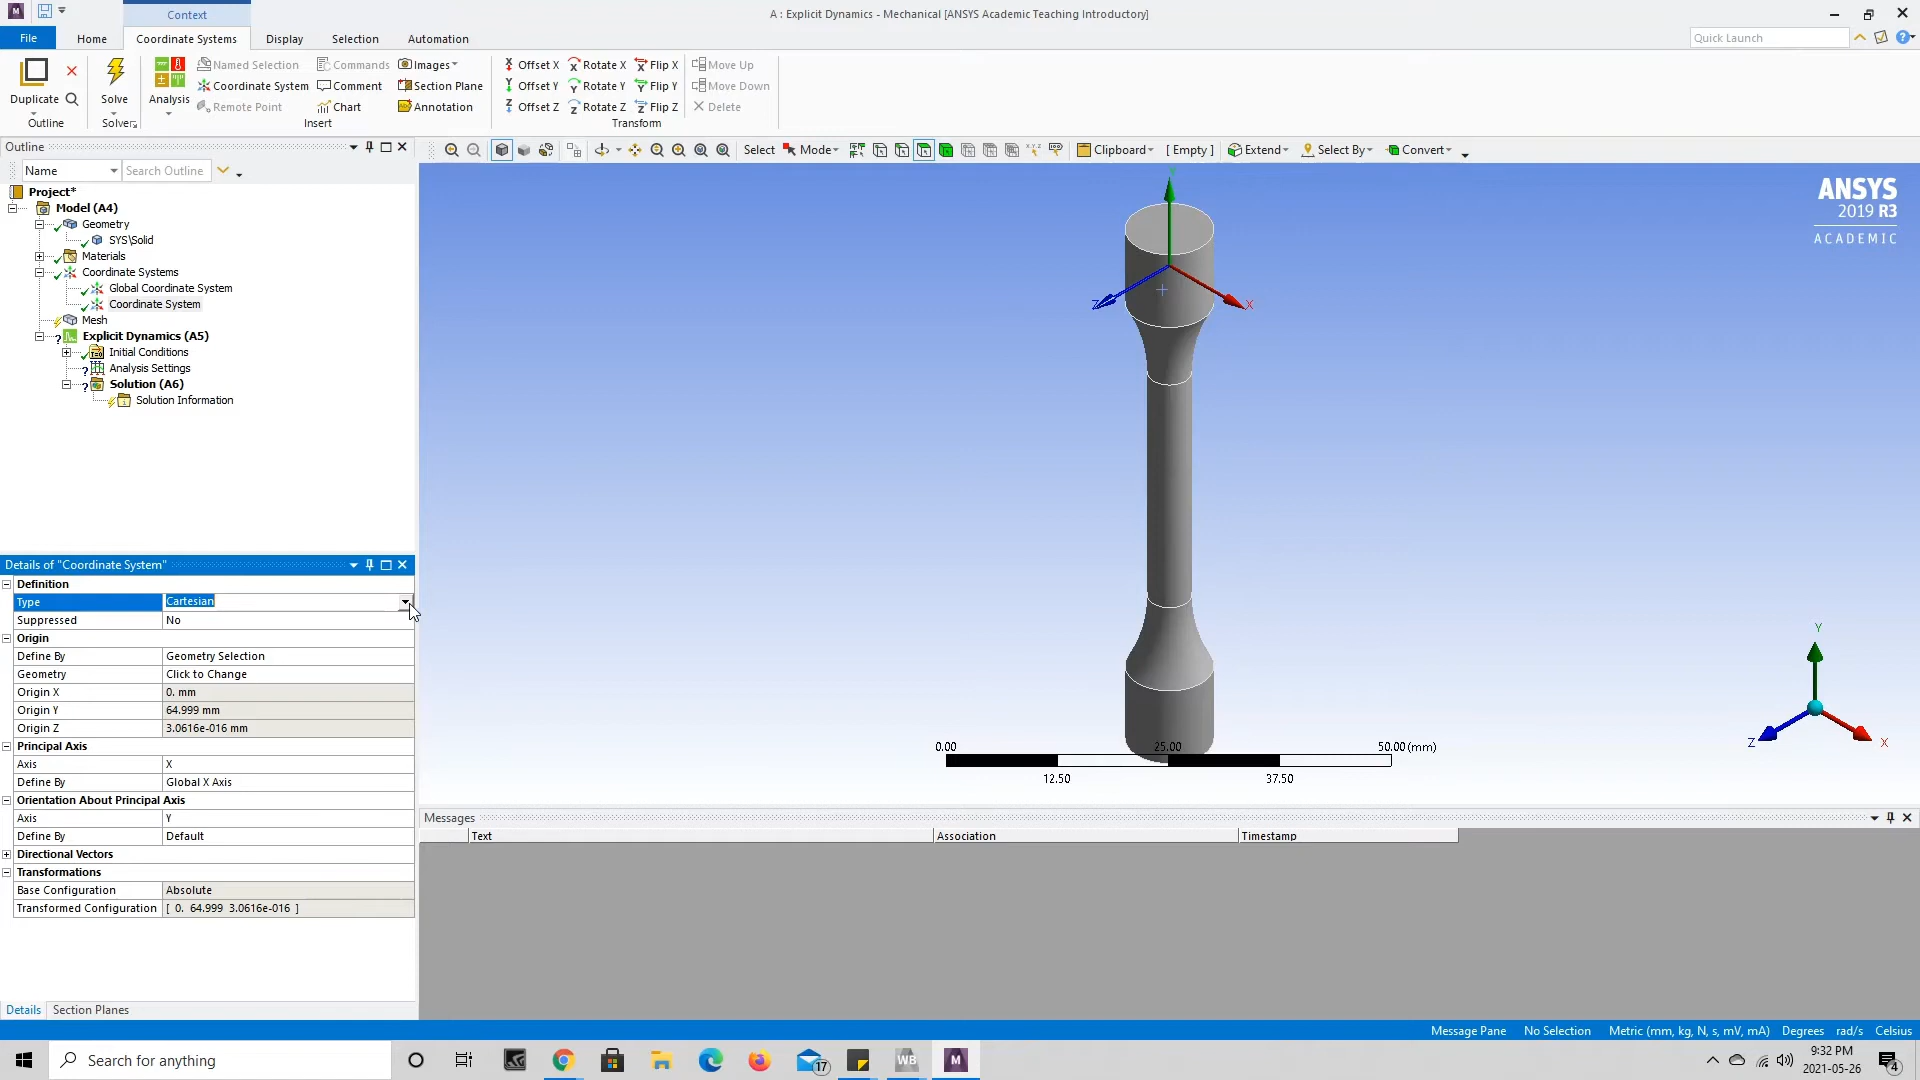 Context
A : Explicit Dynamics - Mechanical [ANSYS Academic Teaching Introductory]
File Home Coordinate Systems Display Selection Automation
Quick Launch
Duplicate
Outline
Solve
Solver
Analysis
Named Selection Commands Images
Coordinate System Comment Section Plane
Remote Point Chart Annotation
Insert
Offset X Rotate X Flip X Move Up
Offset Y Rotate Y Flip Y Move Down
Offset Z Rotate Z Flip Z Delete
Transform
Outline
Name Search Outline
Select Mode Clipboard [ Empty ] Extend Select By Convert
Project*
Model (A4)
Geometry
SYS\Solid
Materials
Coordinate Systems
Global Coordinate System
Coordinate System
Mesh
Explicit Dynamics (A5)
Initial Conditions
Analysis Settings
Solution (A6)
Solution Information
ANSYS
2019 R3
ACADEMIC
Z X
Y
Z X
0.00 25.00 50.00 (mm)
12.50 37.50
Details of "Coordinate System"
Definition
Type Cartesian
Suppressed No
Origin
Define By Geometry Selection
Geometry Click to Change
Origin X 0. mm
Origin Y 64.999 mm
Origin Z 3.0616e-016 mm
Principal Axis
Axis X
Define By Global X Axis
Orientation About Principal Axis
Axis Y
Define By Default
Directional Vectors
Transformations
Base Configuration Absolute
Transformed Configuration [ 0. 64.999 3.0616e-016 ]
Details Section Planes
Messages
Text Association Timestamp
Message Pane No Selection Metric (mm, kg, N, s, mV, mA) Degrees rad/s Celsius
Search for anything
17
WB
M
9:32 PM
2021-05-26
4